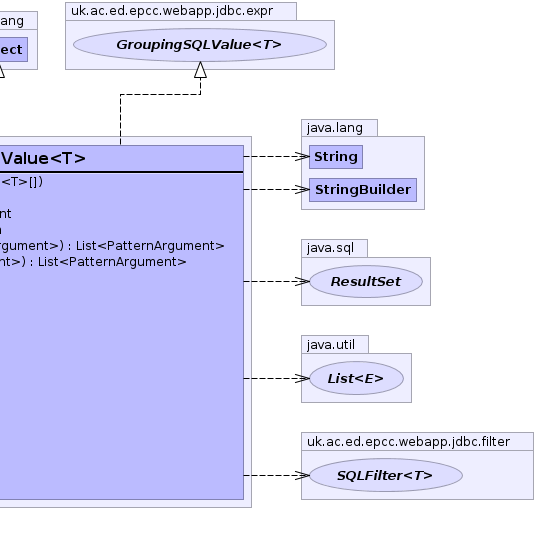 ang
ect
uk.ac.ed.epcc.webapp.jdbc.expr
GroupingSQLValue<T>
Value<T>
<T>[])
nt
rgument>) : List<PatternArgument>
nt>) : List<PatternArgument>
java.lang
String
StringBuilder
java.sql
ResultSet
java.util
List<E>
uk.ac.ed.epcc.webapp.jdbc.filter
SQLFilter<T>